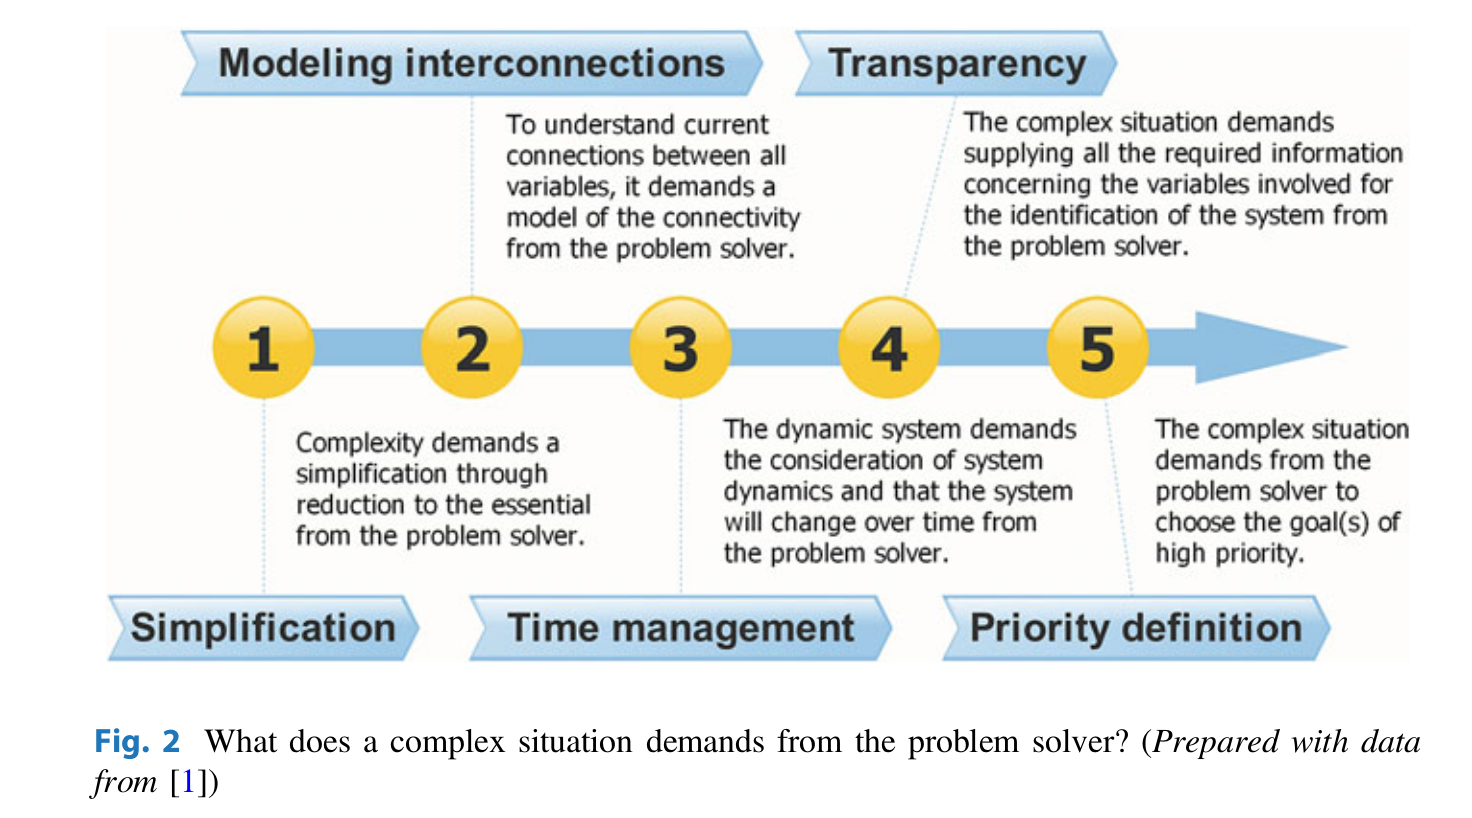 Modeling interconnections
To understand current
connections between all
variables, it demands a
model of the connectivity
from the problem solver.
Transparency
The complex situation demands
supplying all the required information
concerning the variables involved for
the identification of the system from
the problem solver.
1
2
3
4
5
Complexity demands a
simplification through
reduction to the essential
from the problem solver.
Simplification
The dynamic system demands
the consideration of system
dynamics and that the system
will change over time from
the problem solver.
Time management
The complex situation
demands from the
problem solver to
choose the goal(s) of
high priority.
Priority definition
Fig. 2 What does a complex situation demands from the problem solver? (Prepared with data
from [1])